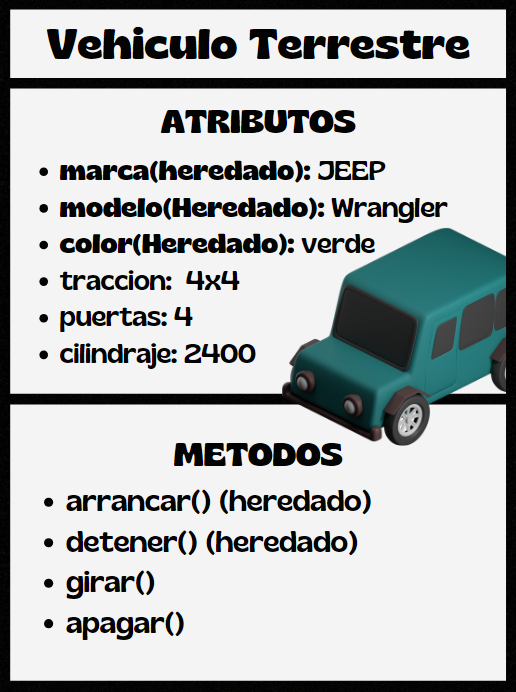 Vehiculo Terrestre
ATRIBUTOS
• marca(heredado): JEEP
• modelo(Heredado): Wrangler
• color(Heredado): verde
• traccion: 4x4
• puertas: 4
• cilindraje: 2400
METODOS
• arrancar() (heredado)
• detener() (heredado)
• girar()
• apagar()